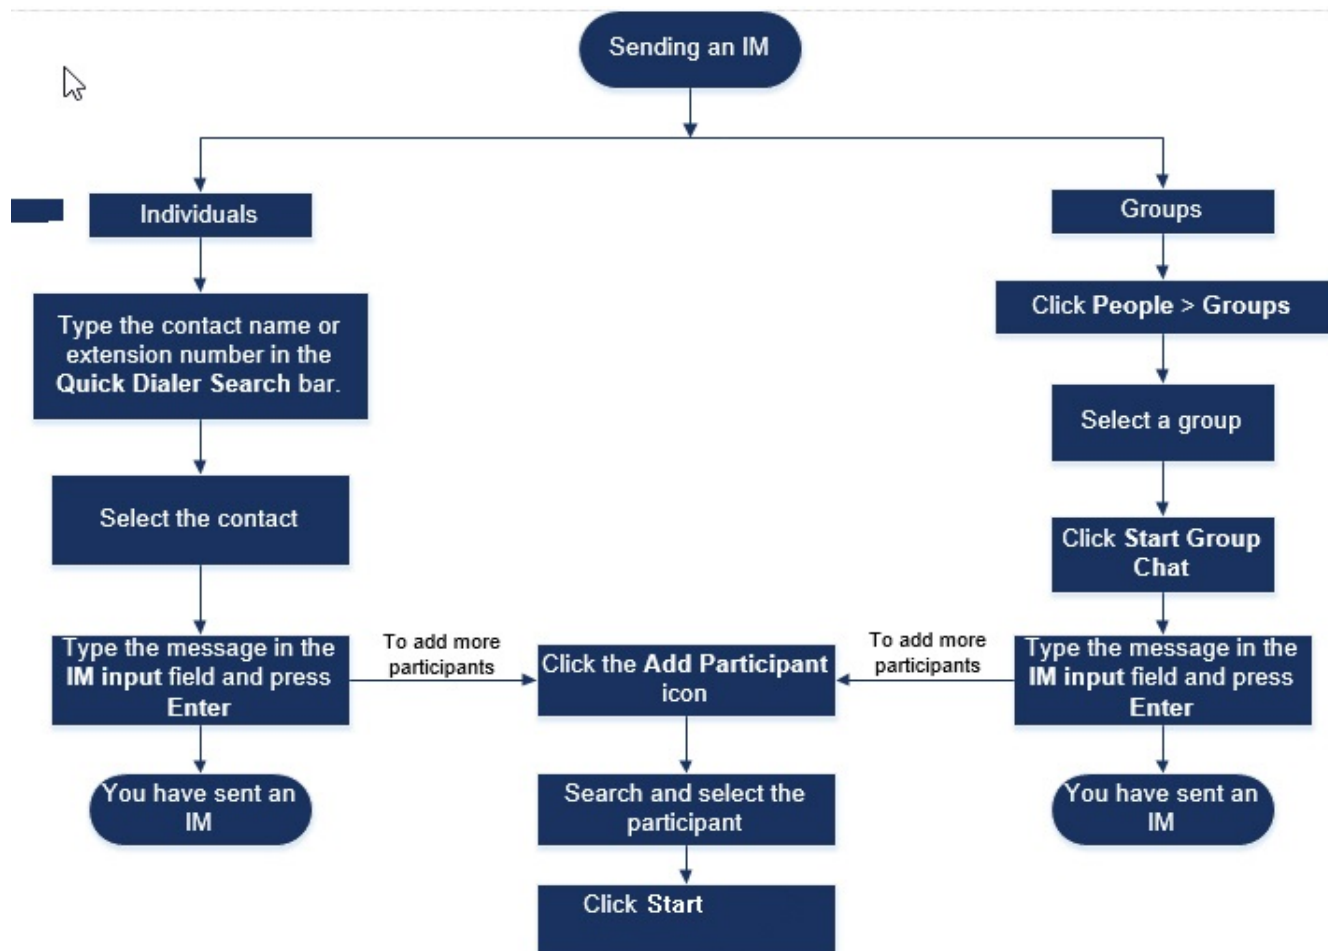 Sending an IM
Individuals
Groups
Type the contact name or
extension number in the
Quick Dialer Search bar.
Click People > Groups
Select a group
Select the contact
Click Start Group
Chat
Type the message in the
IM input field and press
Enter
To add more
participants
Click the Add Participant
icon
To add more
participants
Type the message in the
IM input field and press
Enter
You have sent an
IM
Search and select the
participant
You have sent an
IM
Click Start